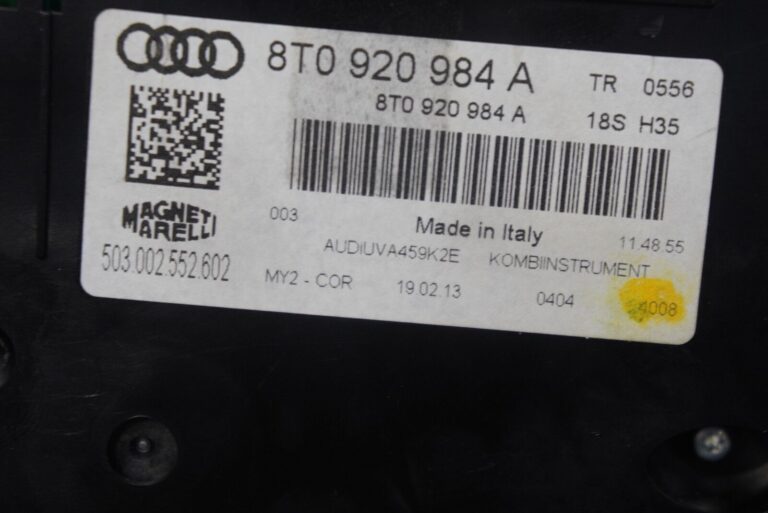 8T0 920 984 A TR 0556
8T0 920 984 A 18S H35
MAGNETI
MARELLI
503.002.552.602
003 Made in Italy 11.48 55
AUDIUVA459K2E KOMBIINSTRUMENT
MY2 - COR 19.02.13 0404 4008